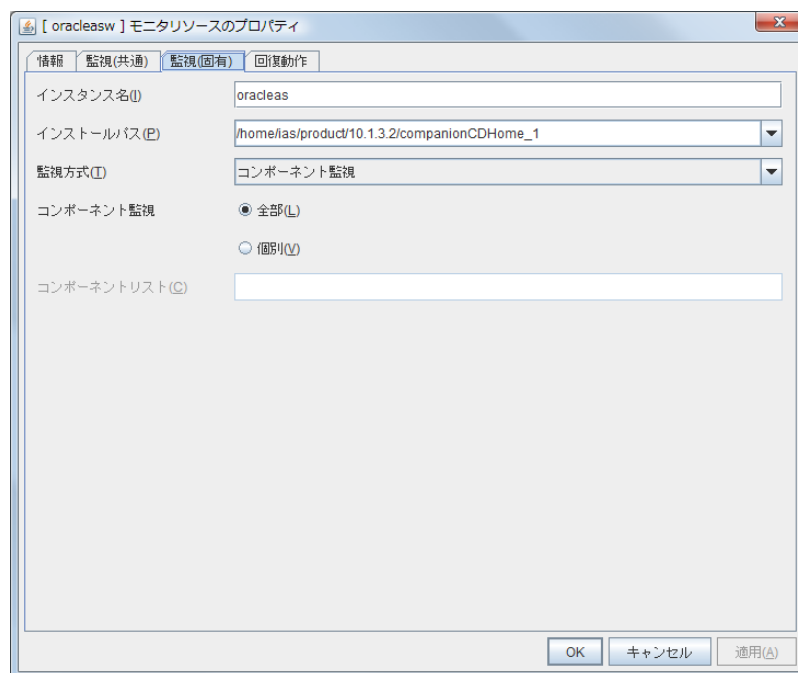 [ oracleasw ] モニタリソースのプロパティ
情報 監視(共通) 監視(固有) 回復動作
インスタンス名(I) oracleas
インストールパス(P) /home/ias/product/10.1.3.2/companionCDHome_1
監視方式(T) コンポーネント監視
コンポーネント監視 全部(L)
個別(V)
コンポーネントリスト(C)
OK キャンセル 適用(A)